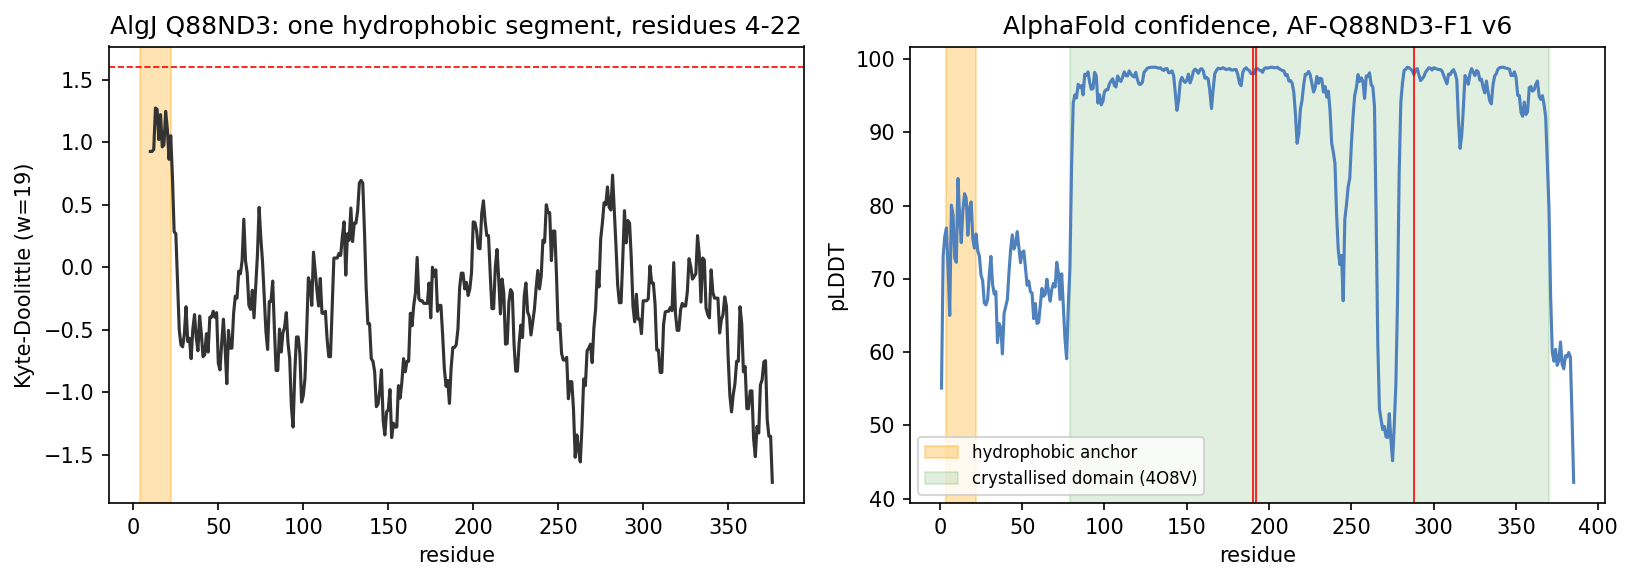 AlgJ Q88ND3: one hydrophobic segment, residues 4-22
Kyte-Doolittle (w=19)
1.5
1.0
0.5
0.0
−0.5
−1.0
−1.5
0 50 100 150 200 250 300 350
residue
AlphaFold confidence, AF-Q88ND3-F1 v6
pLDDT
100
90
80
70
60
50
40
hydrophobic anchor
crystallised domain (4O8V)
0 50 100 150 200 250 300 350 400
residue